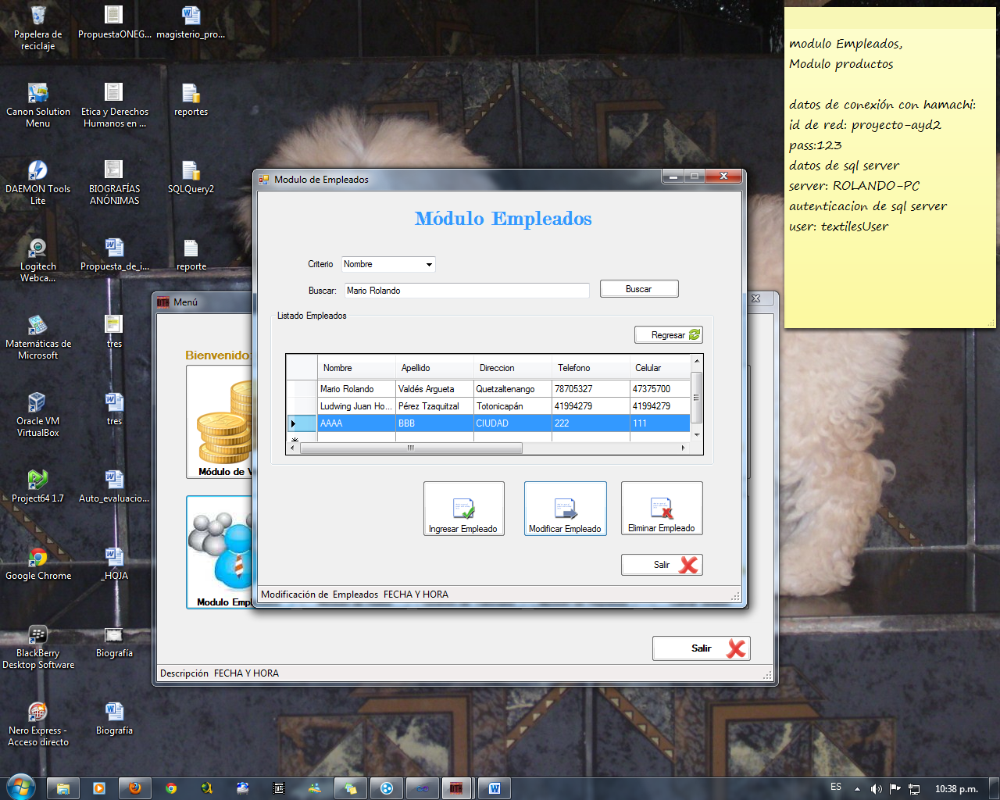 Papelera de
reciclaje
PropuestaONEG...
magisterio_pro...
Canon Solution
Menu
Etica y Derechos
Humanos en ...
reportes
DAEMON Tools
Lite
BIOGRAFÍAS
ANÓNIMAS
SQLQuery2
Logitech
Webca...
Propuesta_de_i...
reporte
Matemáticas de
Microsoft
tres
Oracle VM
VirtualBox
tres
Project64 1.7
Auto_evaluacio...
Google Chrome
_HOJA
BlackBerry
Desktop Software
Biografía
Nero Express -
Acceso directo
Biografía
modulo Empleados,
Modulo productos
datos de conexión con hamachi:
id de red: proyecto-ayd2
pass:123
datos de sql server
server: ROLANDO-PC
autenticacion de sql server
user: textilesUser
Menú
Bienvenido
Módulo de V
Modulo Empl
Salir
Descripción FECHA Y HORA
Modulo de Empleados
Módulo Empleados
Criterio Nombre
Buscar: Mario Rolando Buscar
Listado Empleados
Regresar
Nombre Apellido Direccion Telefono Celular
Mario Rolando Valdés Argueta Quetzaltenango 78705327 47375700
Ludwing Juan Ho... Pérez Tzaquitzal Totonicapán 41994279 41994279
AAAA BBB CIUDAD 222 111
Ingresar Empleado Modificar Empleado Eliminar Empleado
Salir
Modificación de Empleados FECHA Y HORA
ES 10:38 p.m.